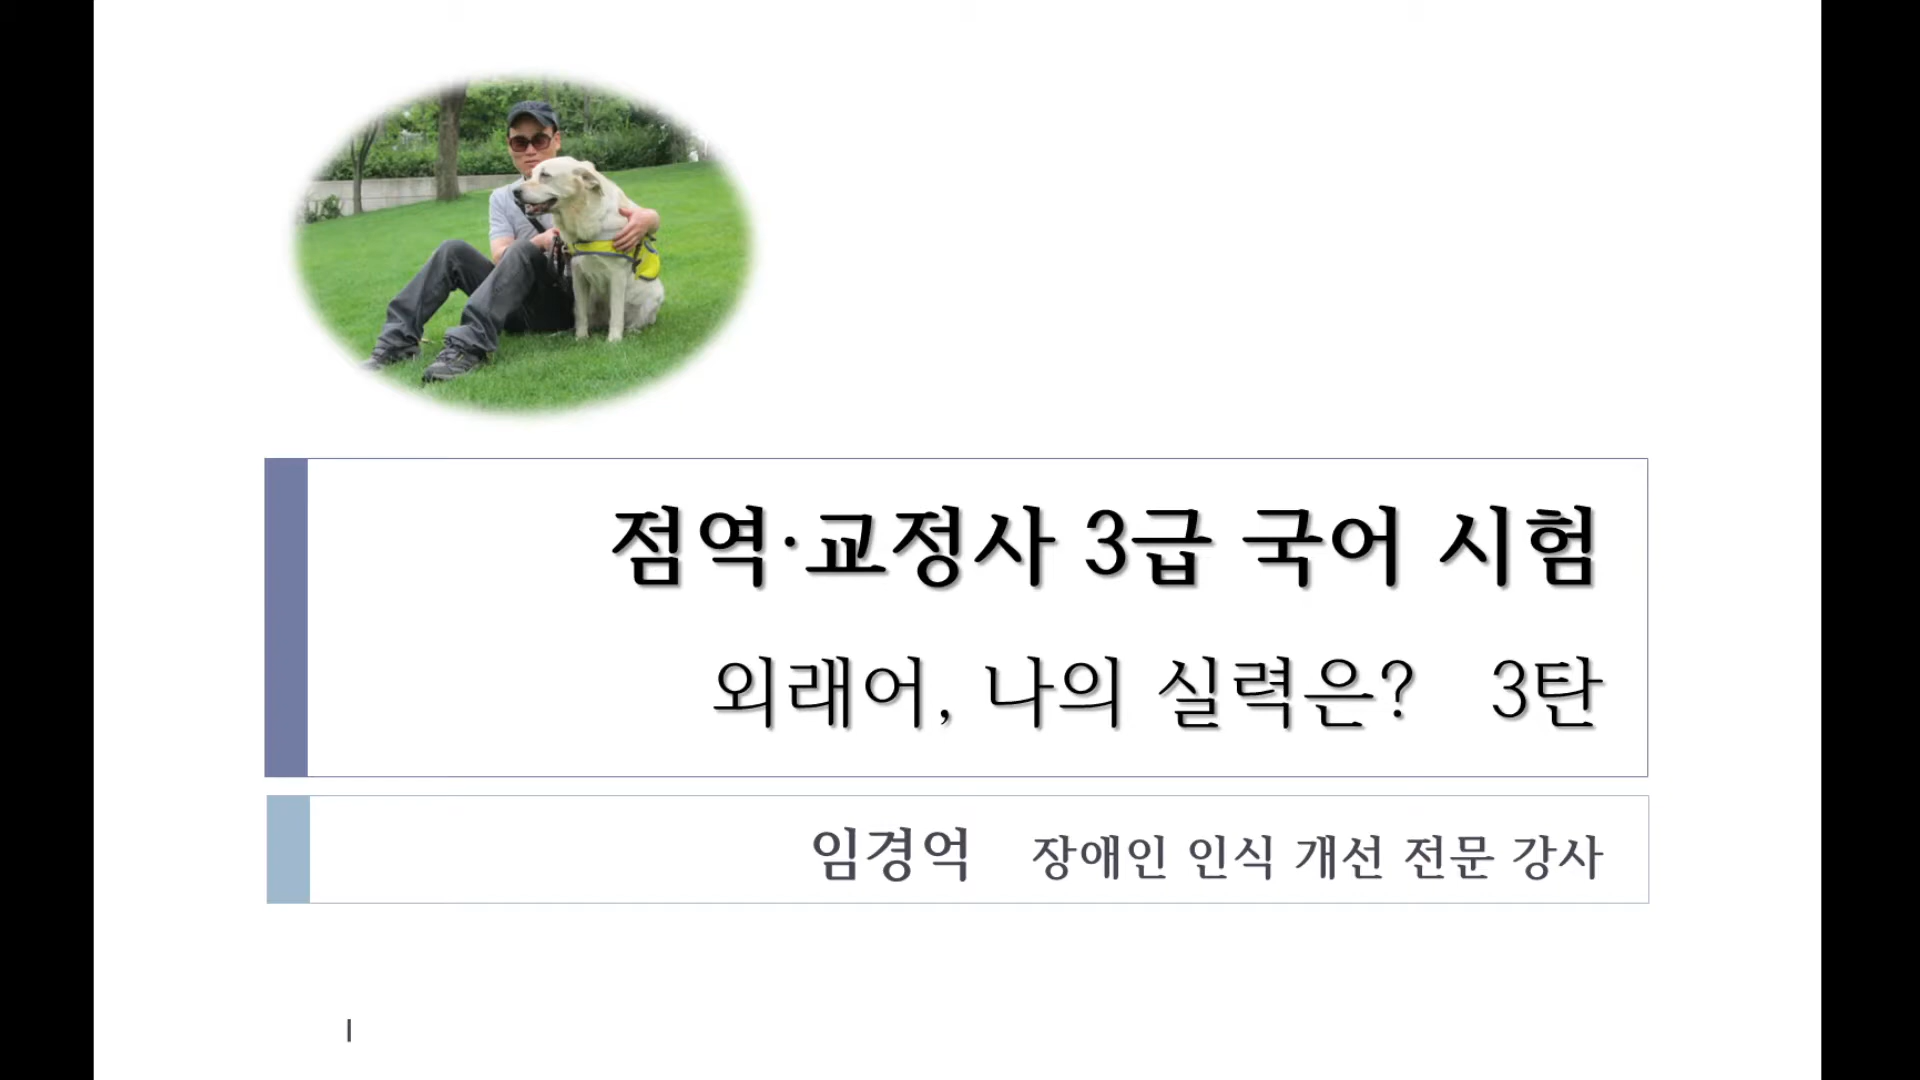 점역·교정사 3급 국어 시험
외래어, 나의 실력은? 3탄
임경억 장애인 인식 개선 전문 강사
1